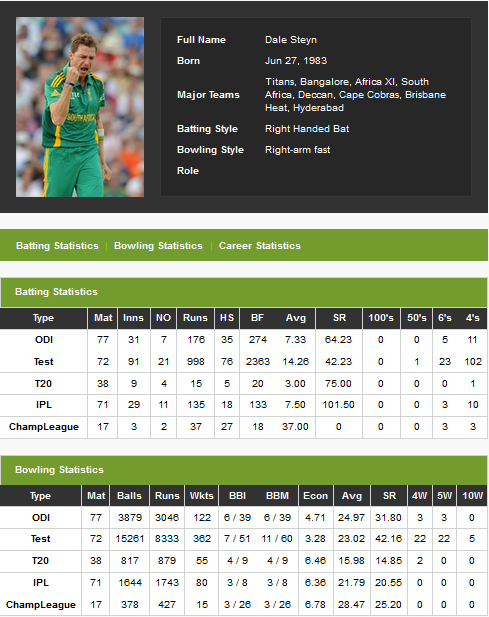 SOUTH AFRICA
Full Name Dale Steyn
Born Jun 27, 1983
Major Teams Titans, Bangalore, Africa XI, South
Africa, Deccan, Cape Cobras, Brisbane
Heat, Hyderabad
Batting Style Right Handed Bat
Bowling Style Right-arm fast
Role
Batting Statistics | Bowling Statistics | Career Statistics
Batting Statistics
Type Mat Inns NO Runs HS BF Avg SR 100's 50's 6's 4's
ODI 77 31 7 176 35 274 7.33 64.23 0 0 5 11
Test 72 91 21 998 76 2363 14.26 42.23 0 1 23 102
T20 38 9 4 15 5 20 3.00 75.00 0 0 0 1
IPL 71 29 11 135 18 133 7.50 101.50 0 0 3 10
ChampLeague 17 3 2 37 27 18 37.00 0 0 0 3 3
Bowling Statistics
Type Mat Balls Runs Wkts BBI BBM Econ Avg SR 4W 5W 10W
ODI 77 3879 3046 122 6 / 39 6 / 39 4.71 24.97 31.80 3 3 0
Test 72 15261 8333 362 7 / 51 11 / 60 3.28 23.02 42.16 22 22 5
T20 38 817 879 55 4 / 9 4 / 9 6.46 15.98 14.85 2 0 0
IPL 71 1644 1743 80 3 / 8 3 / 8 6.36 21.79 20.55 0 0 0
ChampLeague 17 378 427 15 3 / 26 3 / 26 6.78 28.47 25.20 0 0 0